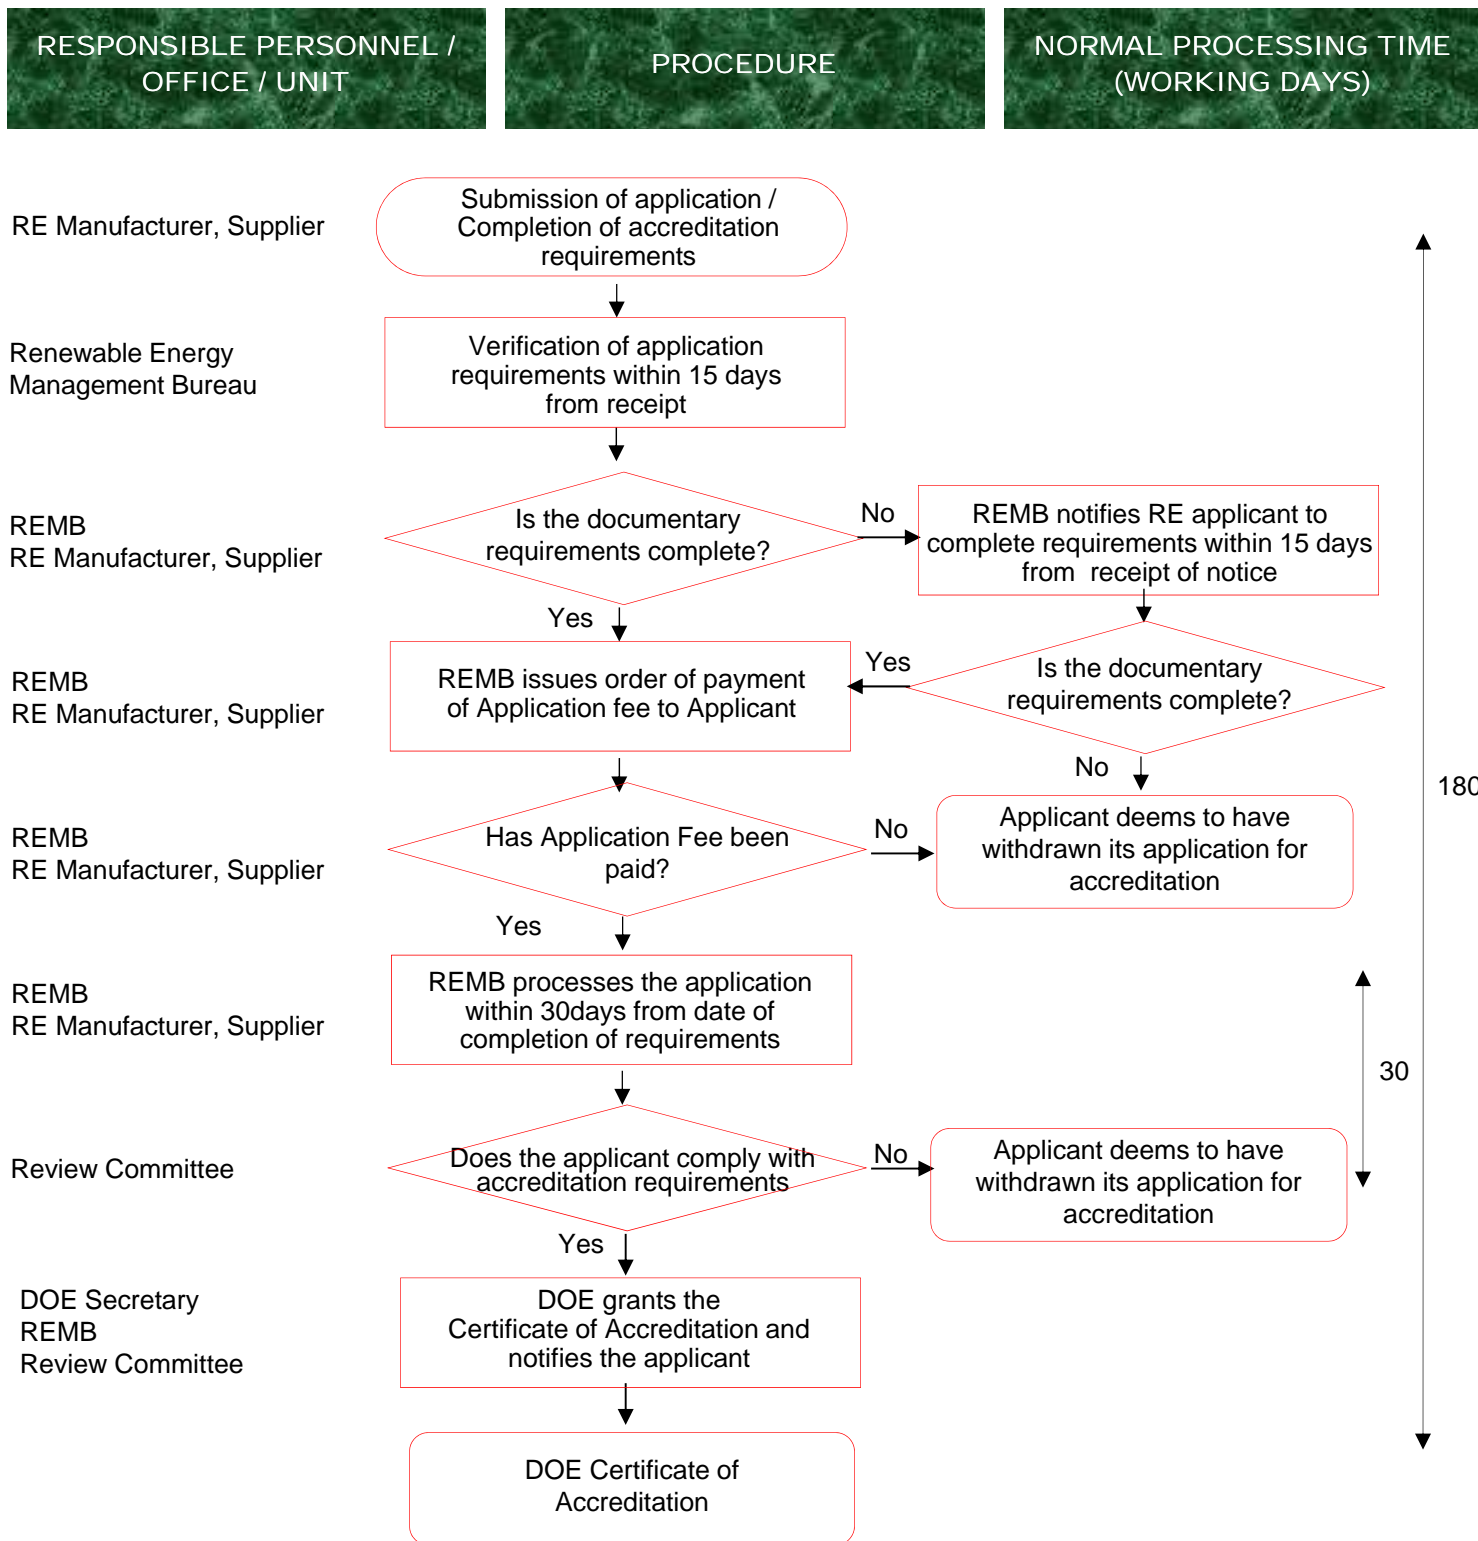 RESPONSIBLE PERSONNEL /
OFFICE / UNIT
PROCEDURE
NORMAL PROCESSING TIME
(WORKING DAYS)
RE Manufacturer, Supplier
Submission of application /
Completion of accreditation
requirements
Renewable Energy
Management Bureau
Verification of application
requirements within 15 days
from receipt
REMB
RE Manufacturer, Supplier
Is the documentary
requirements complete?
No
REMB notifies RE applicant to
complete requirements within 15 days
from receipt of notice
Yes
REMB
RE Manufacturer, Supplier
REMB issues order of payment
of Application fee to Applicant
Yes
Is the documentary
requirements complete?
No
180
REMB
RE Manufacturer, Supplier
Has Application Fee been
paid?
No
Applicant deems to have
withdrawn its application for
accreditation
Yes
REMB
RE Manufacturer, Supplier
REMB processes the application
within 30days from date of
completion of requirements
30
Review Committee
Does the applicant comply with
accreditation requirements
No
Applicant deems to have
withdrawn its application for
accreditation
Yes
DOE Secretary
REMB
Review Committee
DOE grants the
Certificate of Accreditation and
notifies the applicant
DOE Certificate of
Accreditation